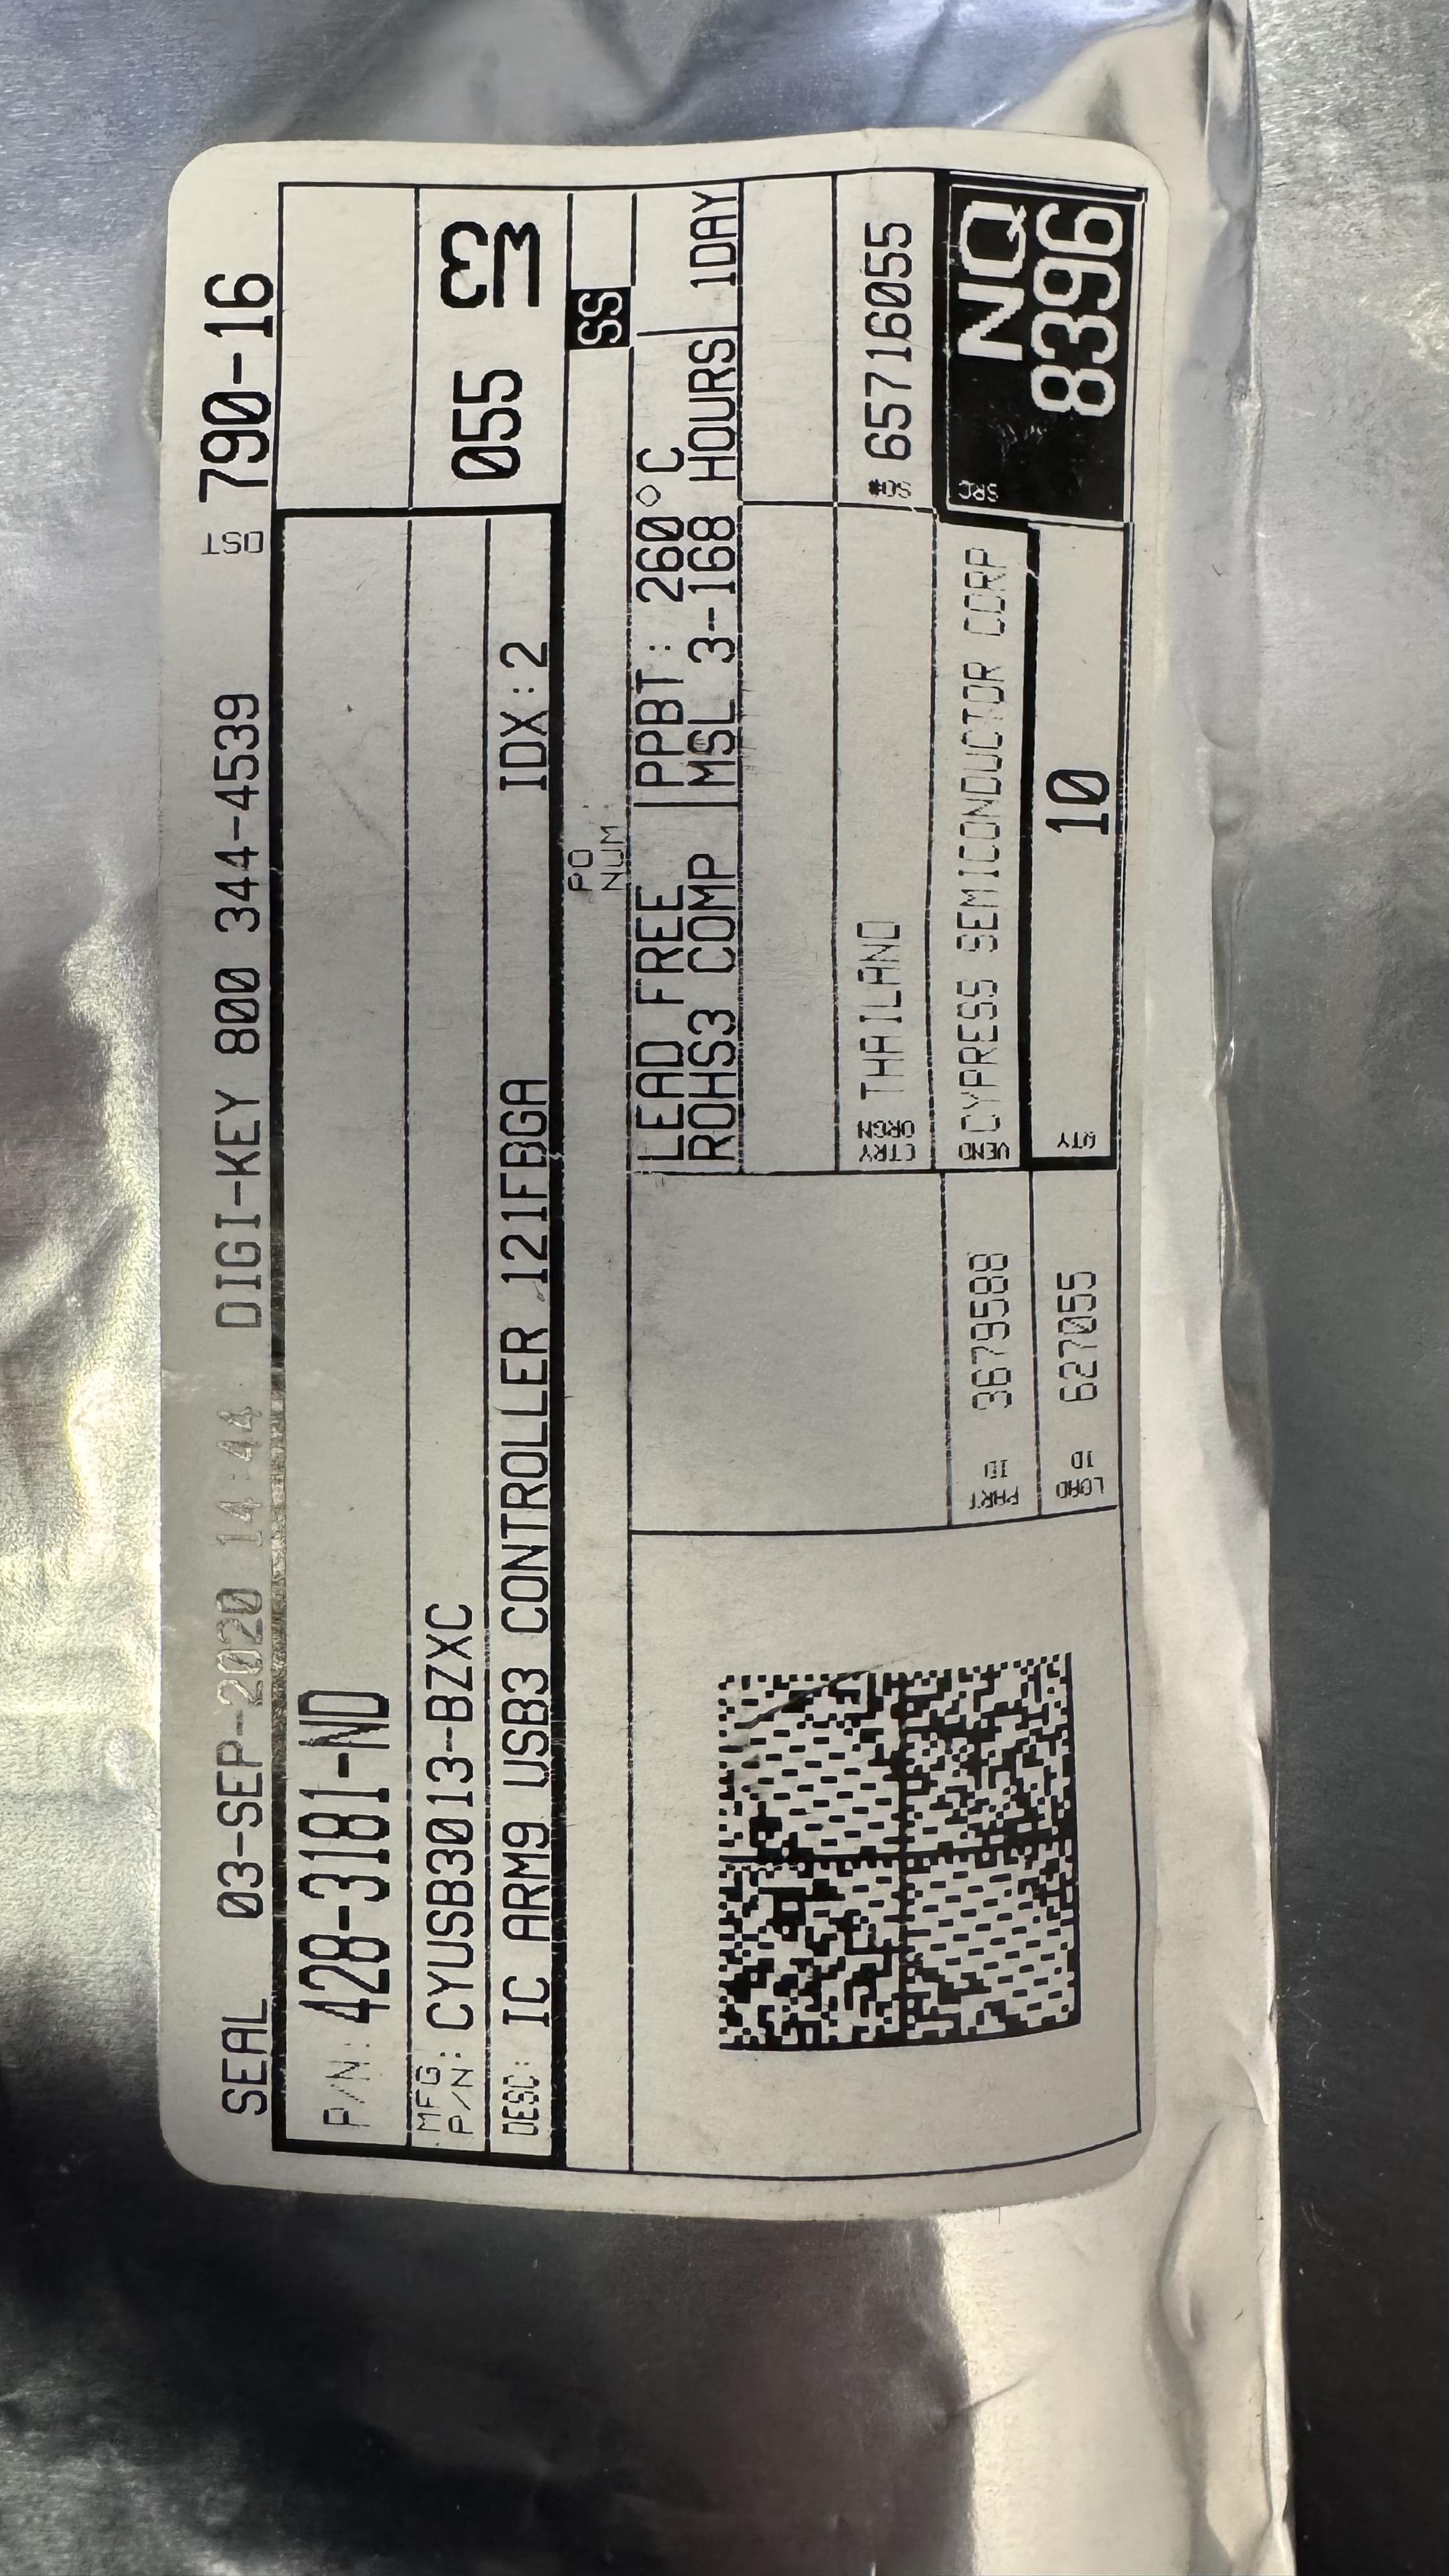 SEAL 03-SEP-2020 14:44 DIGI-KEY 800 344-4539 DST 790-16
P/N: 428-3181-ND
MFG P/N: CYUSB3013-BZXC
055
DESC: IC ARM9 USB3 CONTROLLER 121FBGA IDX:2
PO NUM: SS
LEAD FREE PPBT: 260°C
ROHS3 COMP MSL 3-168 HOURS 1DAY
CTRY ORGN THAILAND SO# 65716055
VEND CYPRESS SEMICONDUCTOR CORP
PART ID 3679588
LOAD ID 627055
QTY 10
SRC NQ
8396